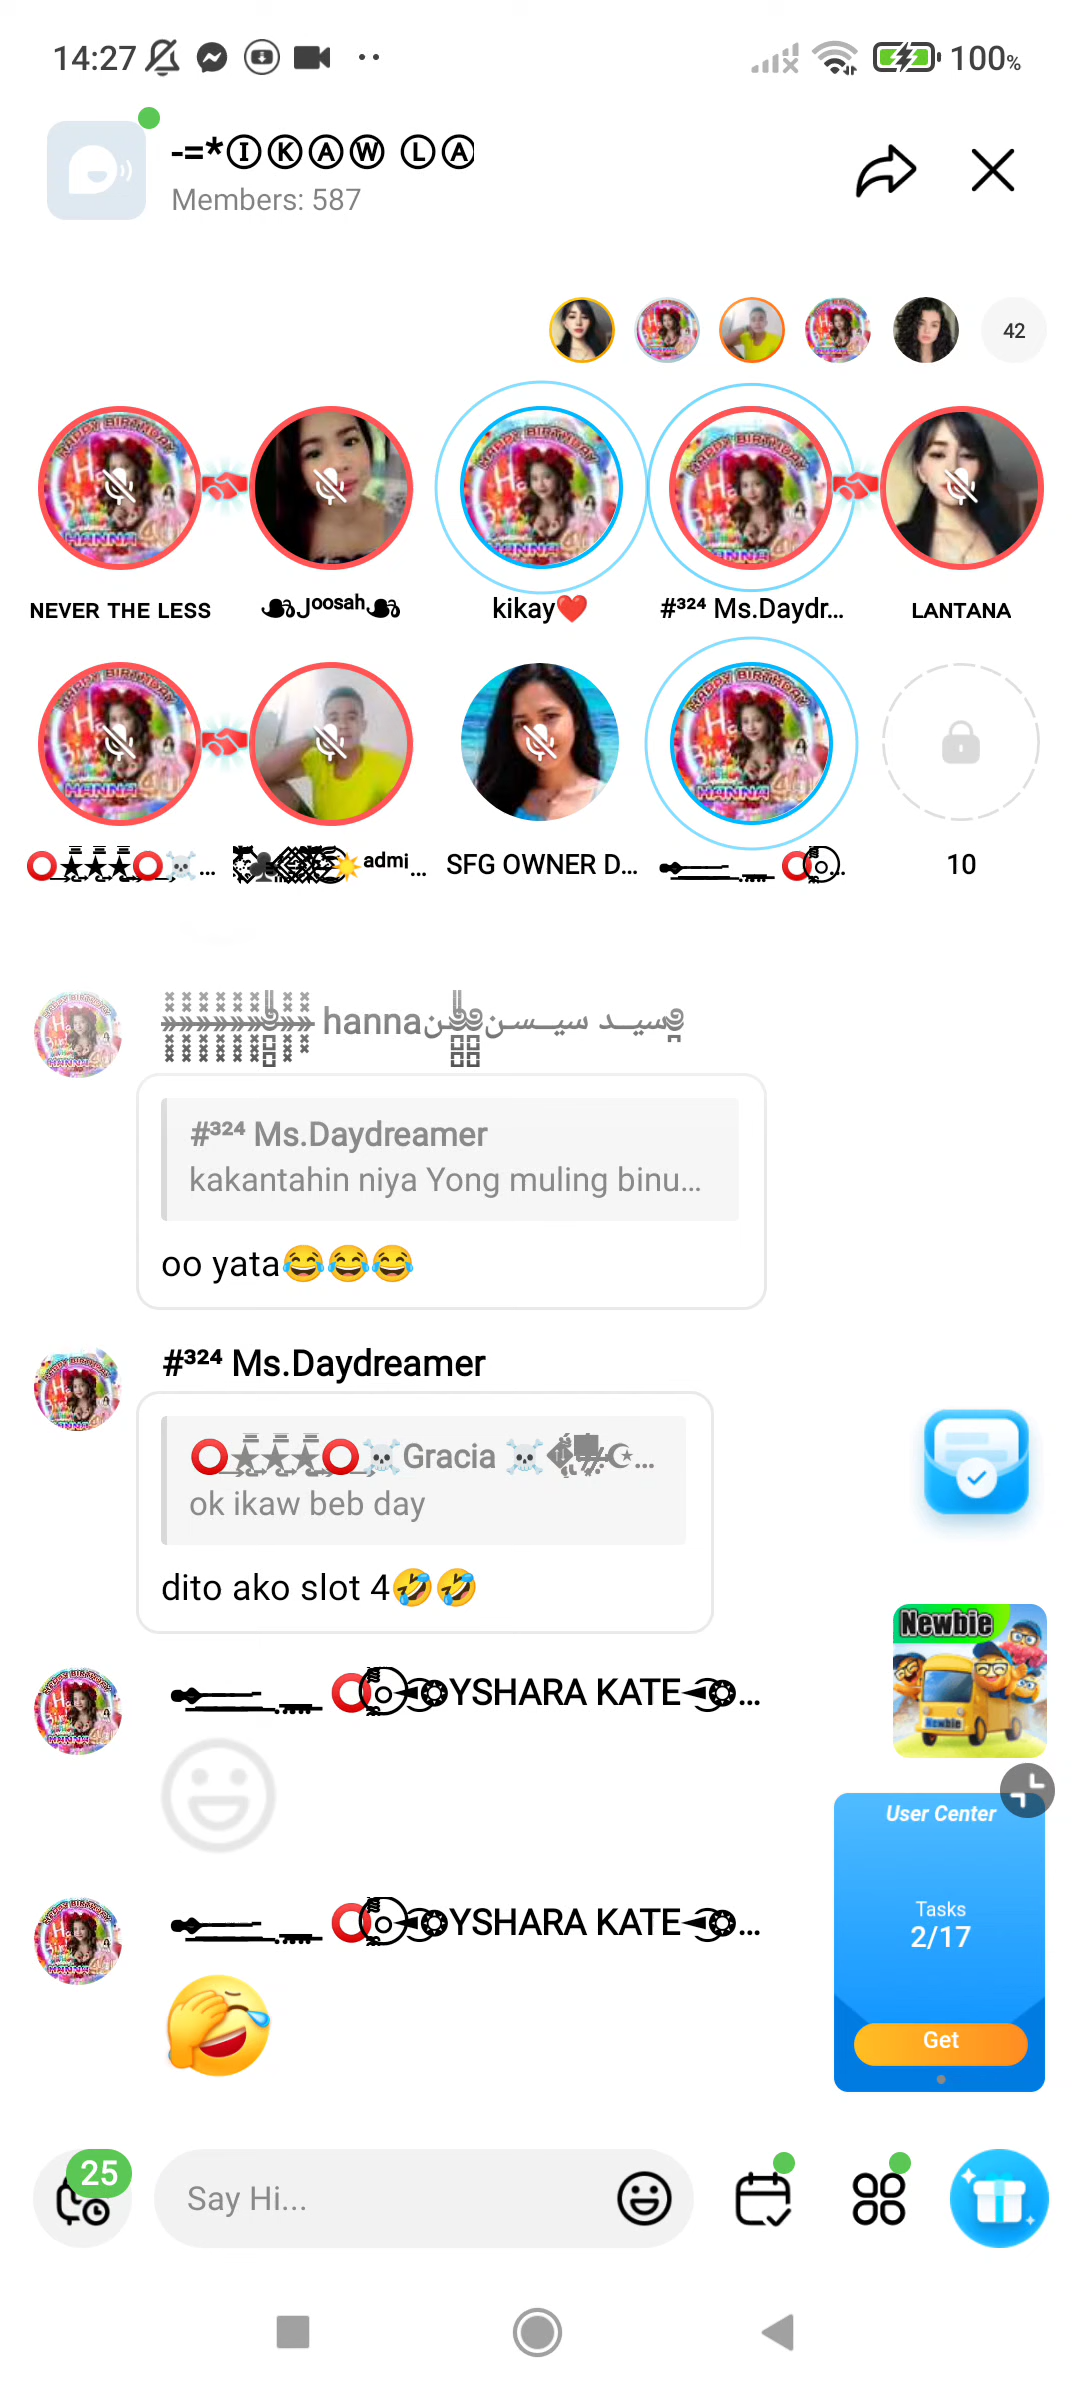 14:27
100%
-=*ⒾⓀⒶⓌ ⓁⒶ
Members: 587
42
NEVER THE LESS
Joosah
kikay❤️
#³²⁴ Ms.Daydr...
LANTANA
⭕★★★⭕☠️...
♣☀️ᵃᵈᵐⁱ...
SFG OWNER D...
⭕...
10
hanna
#³²⁴ Ms.Daydreamer
kakantahin niya Yong muling binu...
oo yata😂😂😂
#³²⁴ Ms.Daydreamer
⭕★★★⭕☠️Gracia ☠️...
ok ikaw beb day
dito ako slot 4🤣🤣
⭕YSHARA KATE...
⭕YSHARA KATE...
Newbie
Newbie
User Center
Tasks
2/17
Get
25
Say Hi...